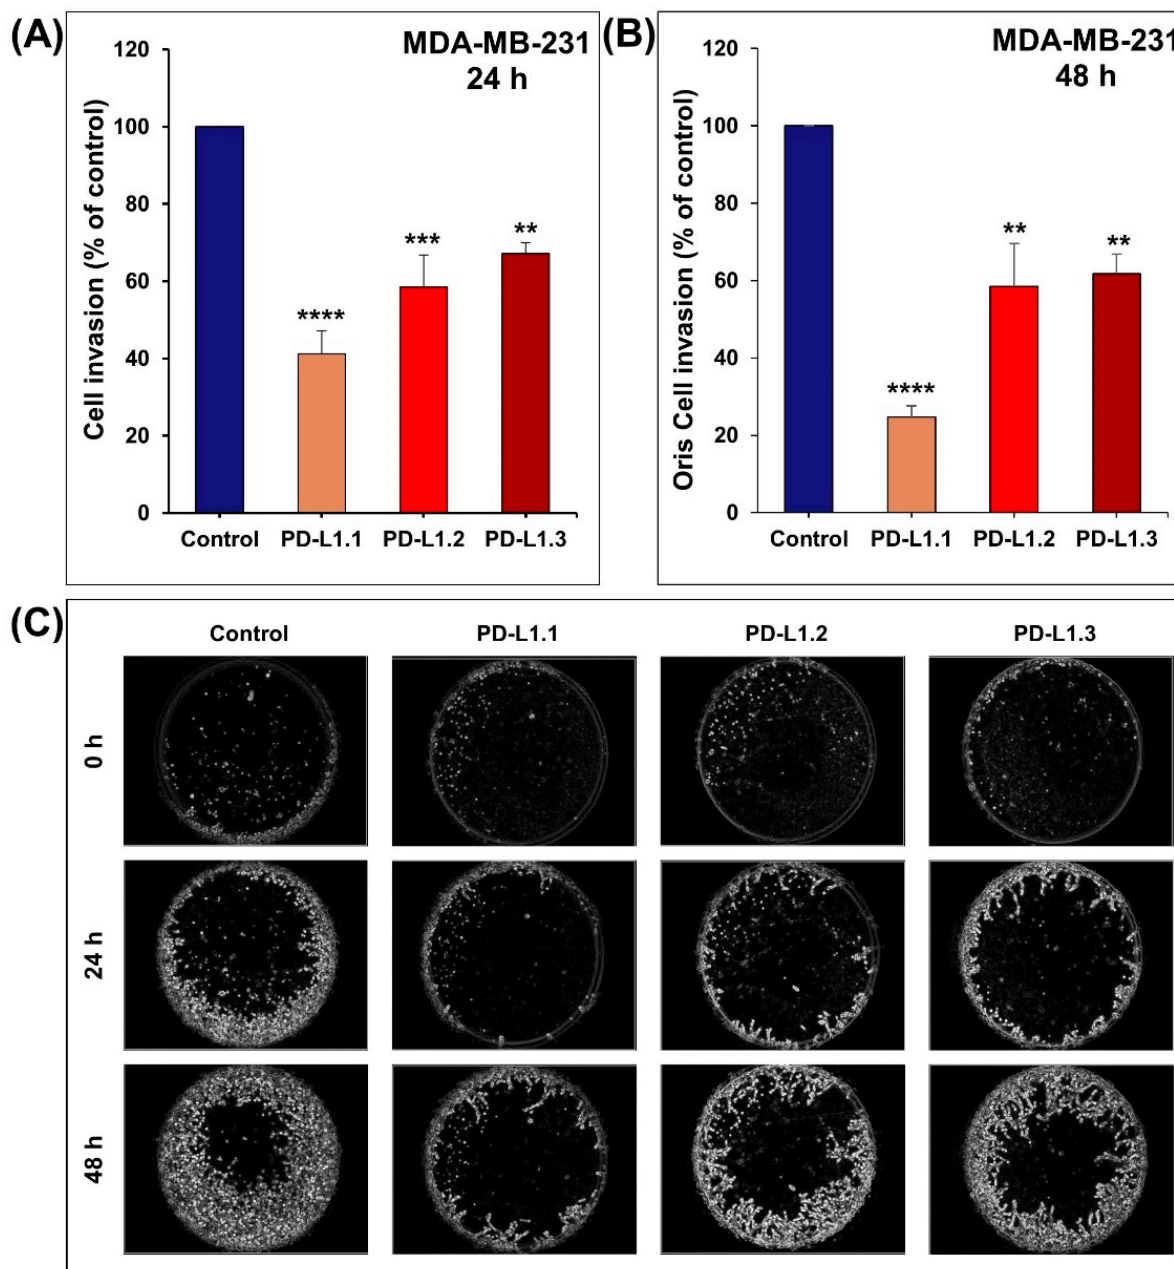 (A)
MDA-MB-231
24 h
Cell invasion (% of control)
120
100
80
60
40
20
0
****
***
**
Control PD-L1.1 PD-L1.2 PD-L1.3
(B)
MDA-MB-231
48 h
Oris Cell invasion (% of control)
120
100
80
60
40
20
0
****
**
**
Control PD-L1.1 PD-L1.2 PD-L1.3
(C)
Control PD-L1.1 PD-L1.2 PD-L1.3
0 h
24 h
48 h